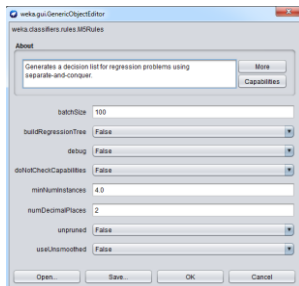 weka.gui.GenericObjectEditor
weka.classifiers.rules.M5Rules
About
Generates a decision list for regression problems using
separate-and-conquer.
More
Capabilities
batchSize 100
buildRegressionTree False
debug False
doNotCheckCapabilities False
minNumInstances 4.0
numDecimalPlaces 2
unpruned False
useUnsmoothed False
Open... Save... OK Cancel